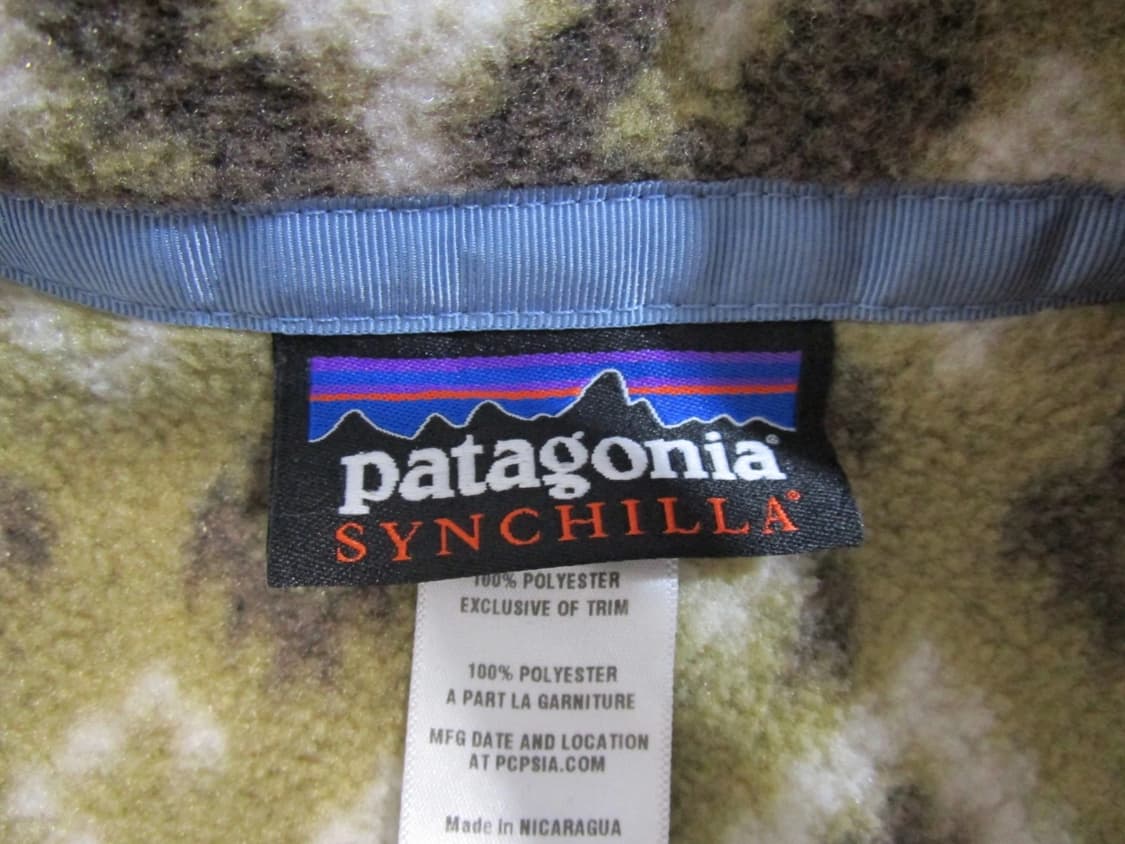 patagonia®
SYNCHILLA®
100% POLYESTER
EXCLUSIVE OF TRIM
100% POLYESTER
A PART LA GARNITURE
MFG DATE AND LOCATION
AT PCPSIA.COM
Made in NICARAGUA